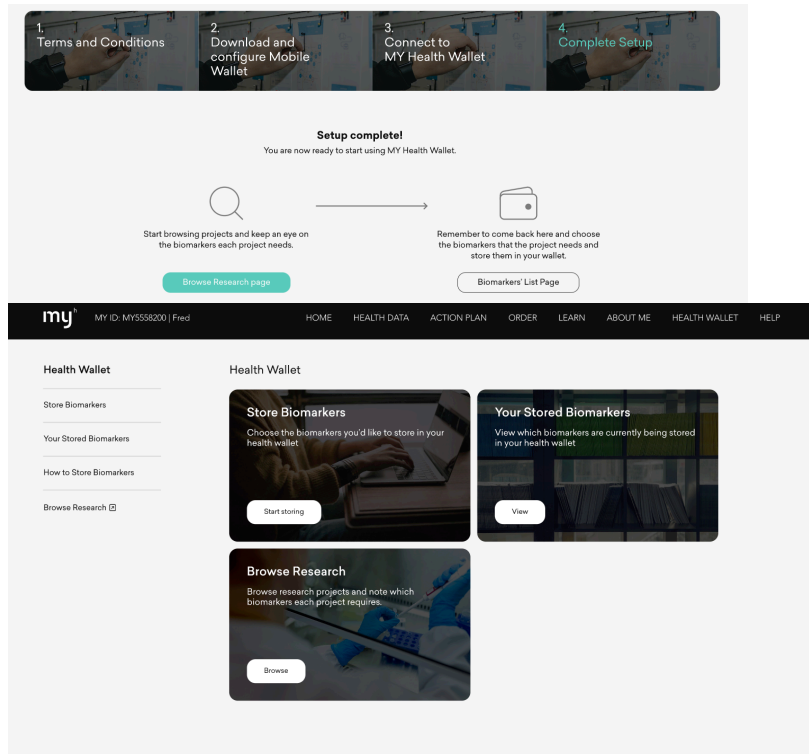 1.
Terms and Conditions
2.
Download and
configure Mobile
Wallet
3.
Connect to
MY Health Wallet
4.
Complete Setup
Setup complete!
You are now ready to start using MY Health Wallet.
Start browsing projects and keep an eye on
the biomarkers each project needs.
Browse Research page
Remember to come back here and choose
the biomarkers that the project needs and
store them in your wallet.
Biomarkers' List Page
my h MY ID: MY5558200 | Fred HOME HEALTH DATA ACTION PLAN ORDER LEARN ABOUT ME HEALTH WALLET HELP
Health Wallet
Store Biomarkers
Your Stored Biomarkers
How to Store Biomarkers
Browse Research
Health Wallet
Store Biomarkers
Choose the biomarkers you'd like to store in your
health wallet
Start storing
Your Stored Biomarkers
View which biomarkers are currently being stored
in your health wallet
View
Browse Research
Browse research projects and note which
biomarkers each project requires.
Browse